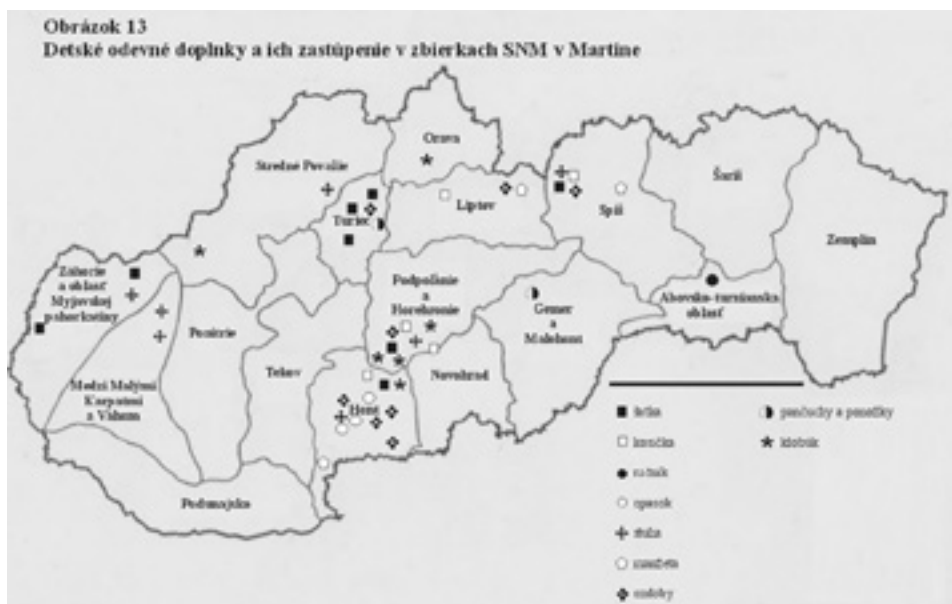 Obrázok 13
Detské odevné doplnky a ich zastúpenie v zbierkach SNM v Martine
Orava
Stredné Považie
Šariš
Turiec
Liptov
Spiš
Zemplín
Záhorie
a oblasť
Myjavskej
pahorkatiny
Podpoľanie
a
Horehronie
Abovsko-turnianska
oblasť
Gemer
a
Malohont
Ponitrie
Tekov
Novohrad
Medzi Malými
Karpatmi
a Váhom
Hont
Podunajsko
šatka
pančuchy a ponožky
klobúk
opasok
stuha
ozdoby